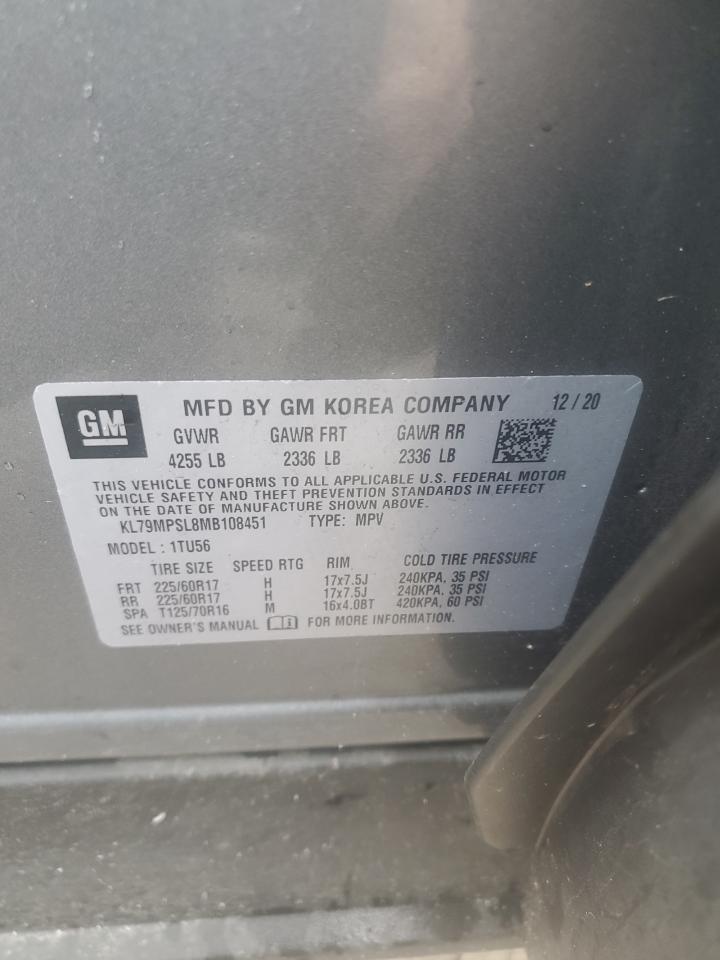 GM MFD BY GM KOREA COMPANY 12 / 20
GVWR GAWR FRT GAWR RR
4255 LB 2336 LB 2336 LB
THIS VEHICLE CONFORMS TO ALL APPLICABLE U.S. FEDERAL MOTOR
VEHICLE SAFETY AND THEFT PREVENTION STANDARDS IN EFFECT
ON THE DATE OF MANUFACTURE SHOWN ABOVE.
KL79MPSL8MB108451 TYPE: MPV
MODEL : 1TU56
TIRE SIZE SPEED RTG RIM COLD TIRE PRESSURE
FRT 225/60R17 H 17x7.5J 240KPA, 35 PSI
RR 225/60R17 H 17x7.5J 240KPA, 35 PSI
SPA T125/70R16 M 16x4.0BT 420KPA, 60 PSI
SEE OWNER'S MANUAL FOR MORE INFORMATION.